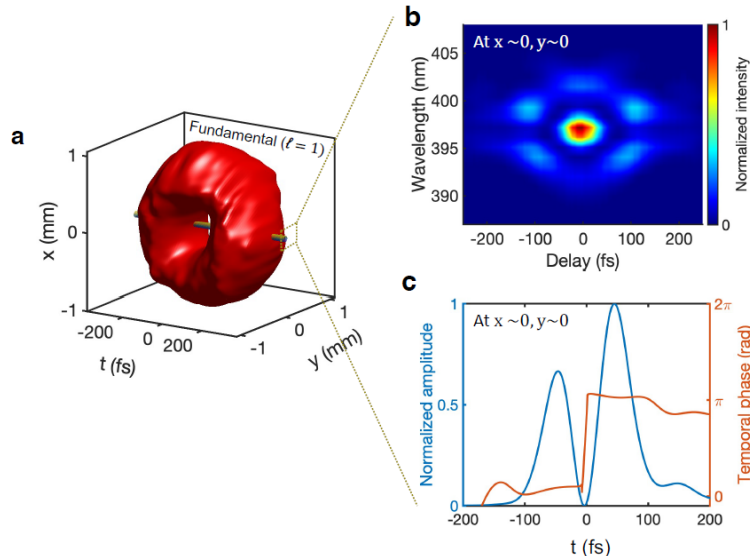 a
Fundamental (ℓ = 1)
1
0
-1
x (mm)
-200
0
200
t (fs)
-1
0
1
y (mm)
b
At x ~0, y~0
405
400
395
390
Wavelength (nm)
-200 -100 0 100 200
Delay (fs)
1
0
Normalized intensity
c
At x ~0, y~0
1
0.5
0
Normalized amplitude
2π
π
0
Temporal phase (rad)
-200 -100 0 100 200
t (fs)